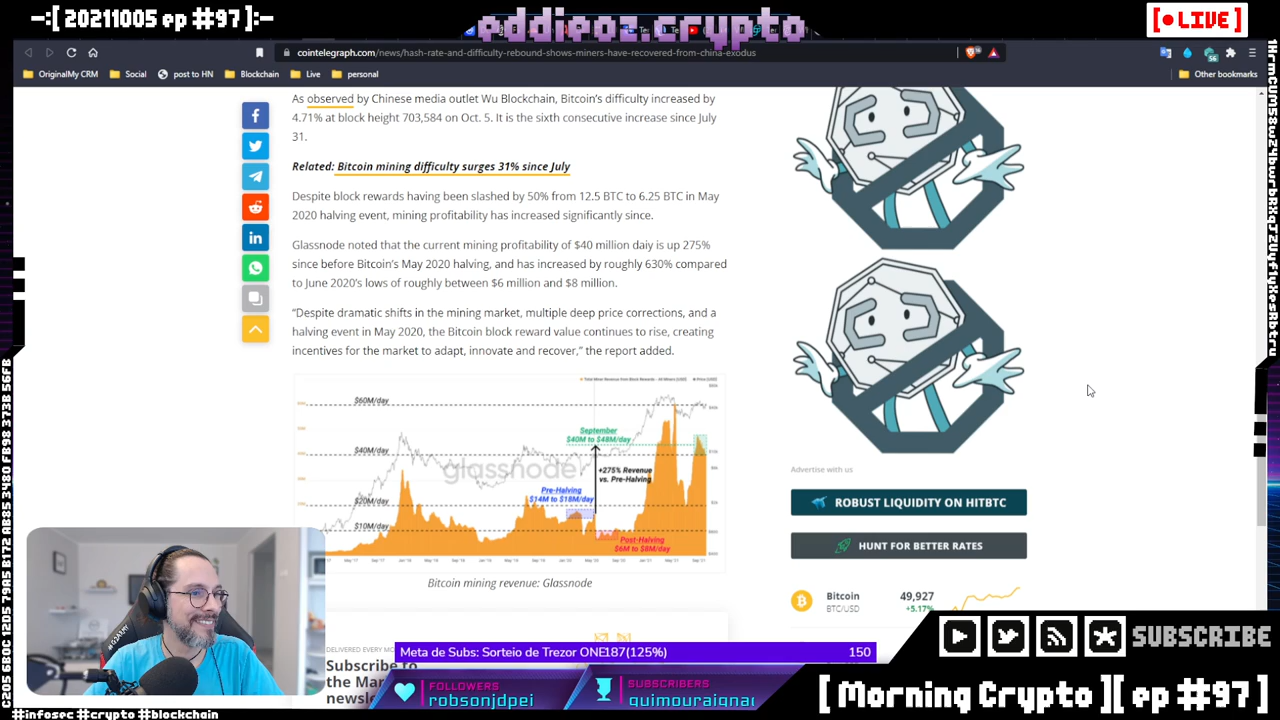 -:[ 20211005 ep #97 ]:-
eddieoz.crypto
[● LIVE ]
cointelegraph.com/news/hash-rate-and-difficulty-rebound-shows-miners-have-recovered-from-china-exodus
56
OriginalMy CRM
Social
post to HN
Blockchain
Live
personal
Other bookmarks
As observed by Chinese media outlet Wu Blockchain, Bitcoin's difficulty increased by
4.71% at block height 703,584 on Oct. 5. It is the sixth consecutive increase since July
31.
Related: Bitcoin mining difficulty surges 31% since July
Despite block rewards having been slashed by 50% from 12.5 BTC to 6.25 BTC in May
2020 halving event, mining profitability has increased significantly since.
Glassnode noted that the current mining profitability of $40 million daiy is up 275%
since before Bitcoin's May 2020 halving, and has increased by roughly 630% compared
to June 2020's lows of roughly between $6 million and $8 million.
"Despite dramatic shifts in the mining market, multiple deep price corrections, and a
halving event in May 2020, the Bitcoin block reward value continues to rise, creating
incentives for the market to adapt, innovate and recover," the report added.
$60M/day
September
$40M to $48M/day
$40M/day
glassnode
+275% Revenue
vs. Pre-Halving
Pre-Halving
$14M to $18M/day
$20M/day
$10M/day
Post-Halving
$6M to $8M/day
Bitcoin mining revenue: Glassnode
Advertise with us
ROBUST LIQUIDITY ON HITBTC
HUNT FOR BETTER RATES
Bitcoin
49,927
BTC/USD
+5.17%
DELIVERED EVERY MO
Subscribe to
the Mar
newsl
Meta de Subs: Sorteio de Trezor ONE
187(125%)
150
FOLLOWERS
robsonjdpei
SUBSCRIBERS
guimouraignac
SUBSCRIBE
[ Morning Crypto ][ ep #97 ]
#infosec #crypto #blockchain